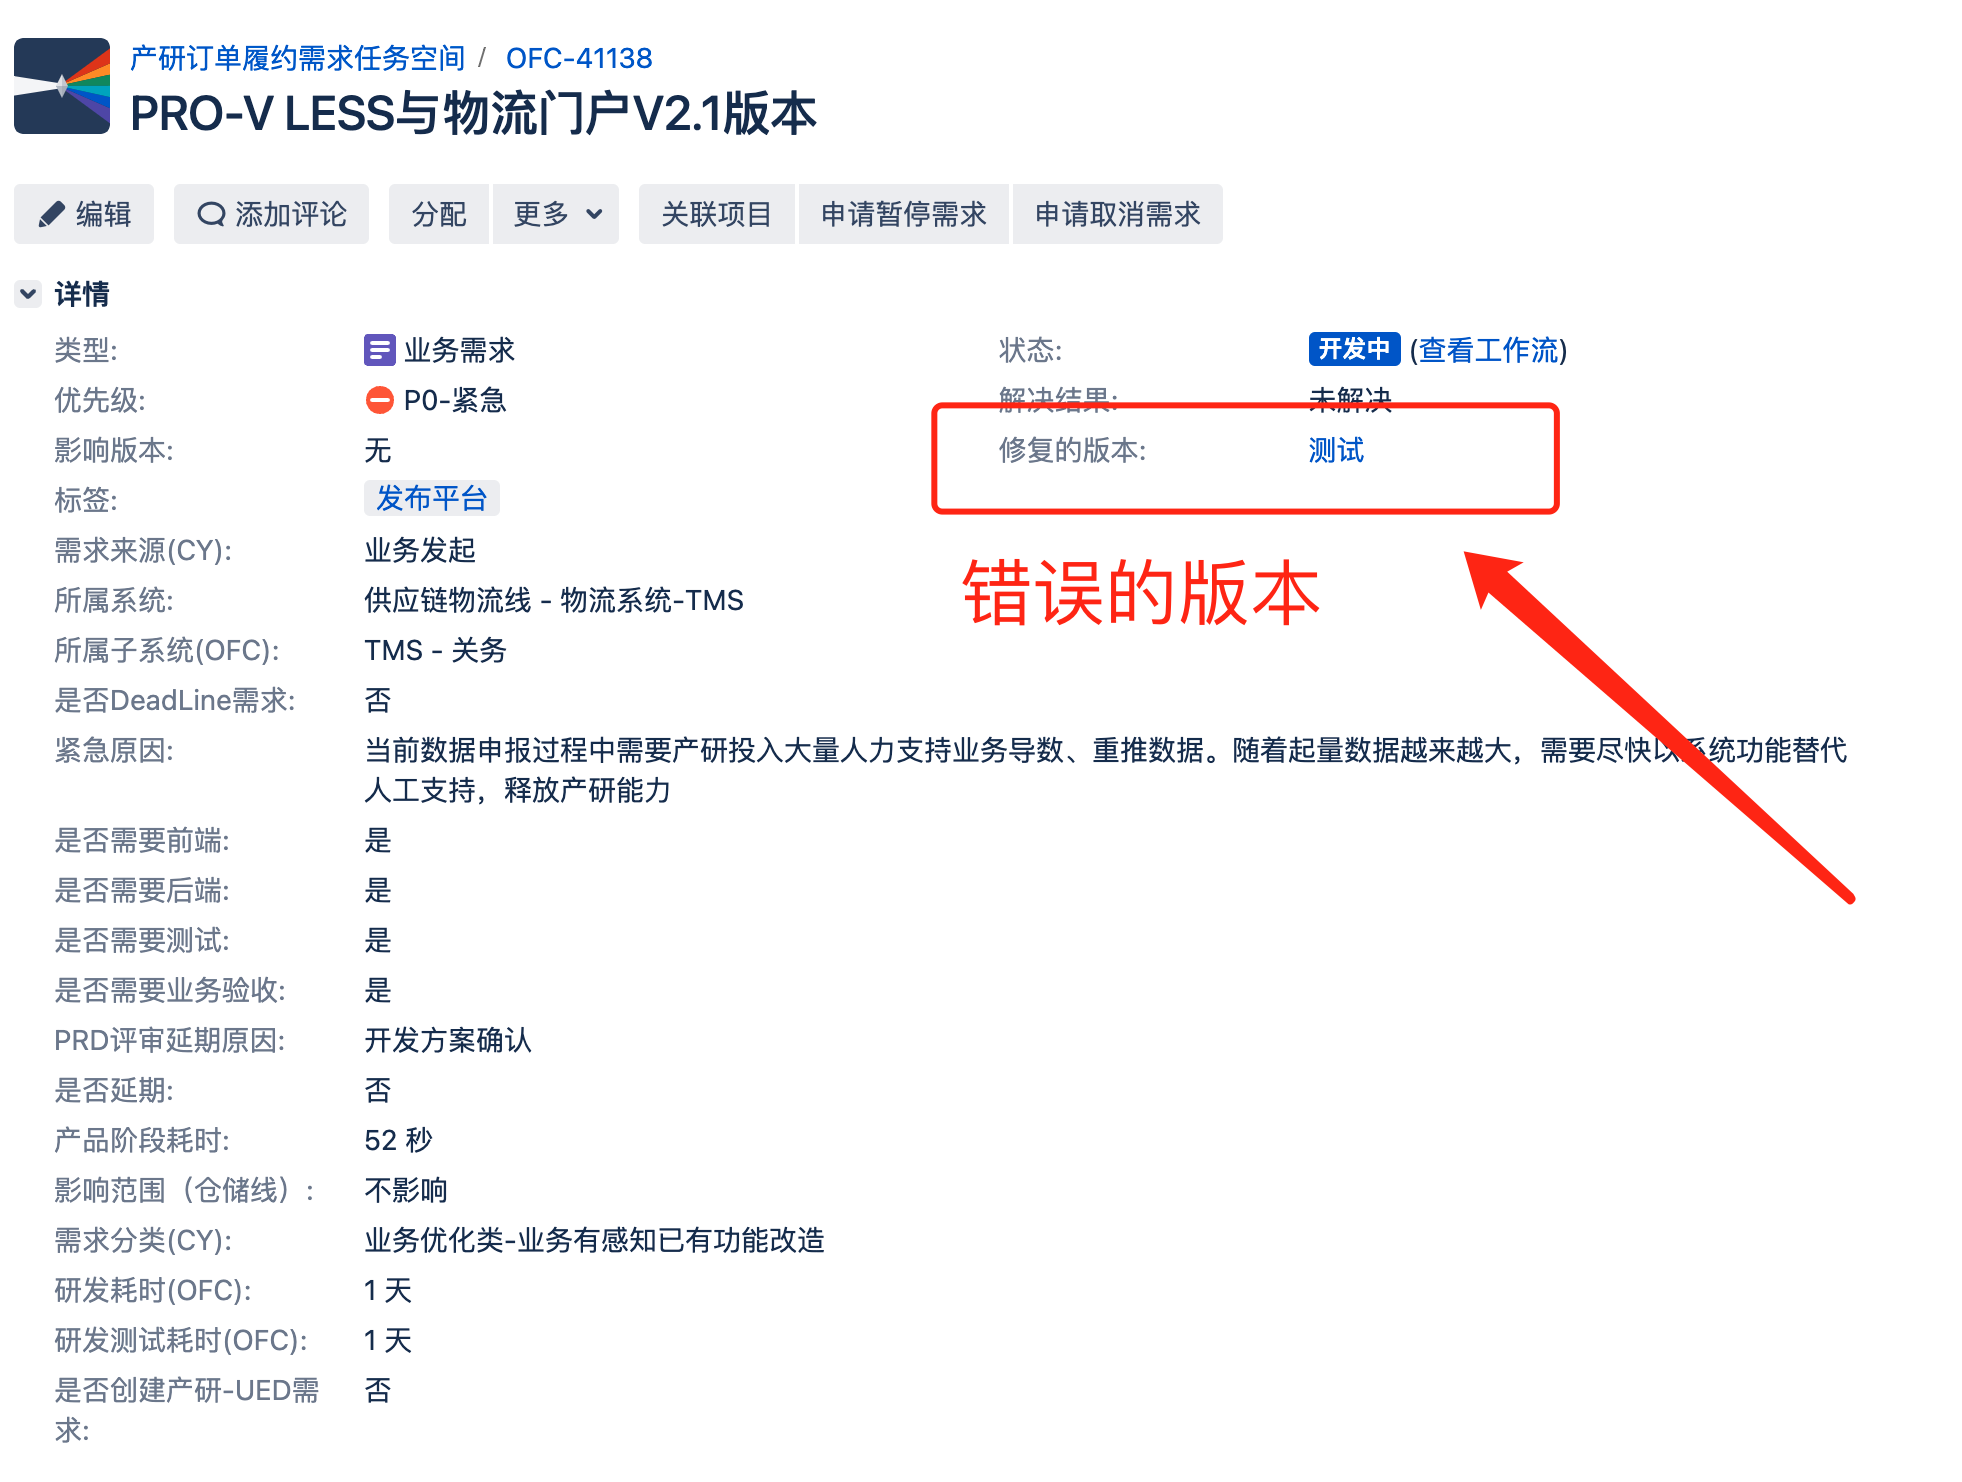 产研订单履约需求任务空间 / OFC-41138
PRO-V LESS与物流门户V2.1版本
编辑 添加评论 分配 更多 关联项目 申请暂停需求 申请取消需求
详情
类型: 业务需求 状态: 开发中 (查看工作流)
优先级: P0-紧急 解决结果: 未解决
影响版本: 无 修复的版本: 测试
标签: 发布平台
需求来源(CY): 业务发起
错误的版本
所属系统: 供应链物流线 - 物流系统-TMS
所属子系统(OFC): TMS - 关务
是否DeadLine需求: 否
紧急原因: 当前数据申报过程中需要产研投入大量人力支持业务导数、重推数据。随着起量数据越来越大，需要尽快以系统功能替代
人工支持，释放产研能力
是否需要前端: 是
是否需要后端: 是
是否需要测试: 是
是否需要业务验收: 是
PRD评审延期原因: 开发方案确认
是否延期: 否
产品阶段耗时: 52 秒
影响范围（仓储线）: 不影响
需求分类(CY): 业务优化类-业务有感知已有功能改造
研发耗时(OFC): 1 天
研发测试耗时(OFC): 1 天
是否创建产研-UED需 否
求: